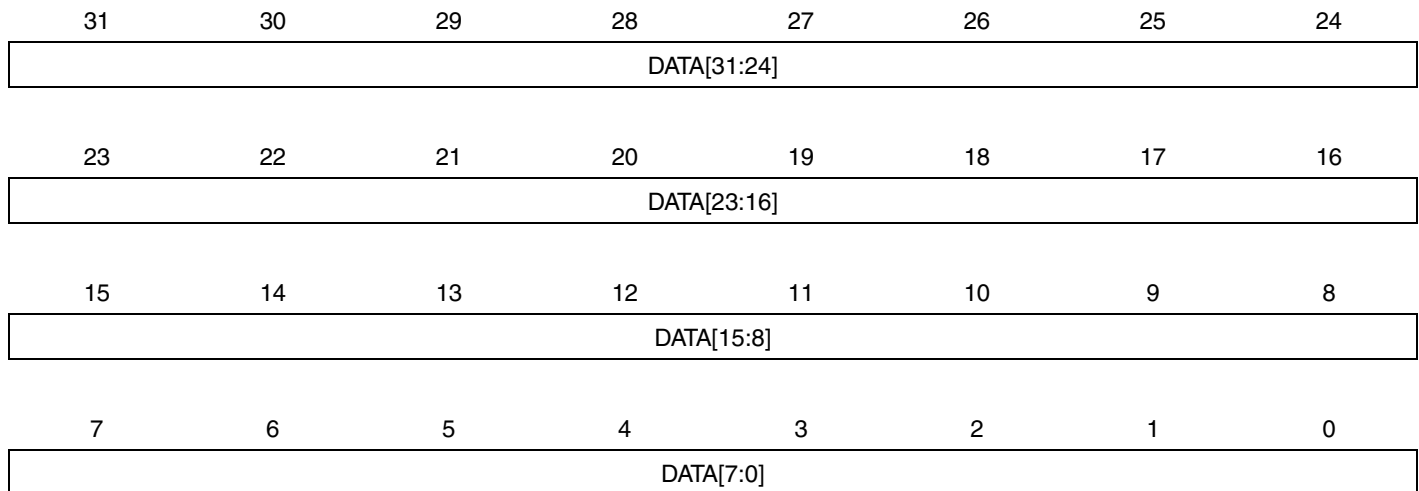 31 30 29 28 27 26 25 24
DATA[31:24]
23 22 21 20 19 18 17 16
DATA[23:16]
15 14 13 12 11 10 9 8
DATA[15:8]
7 6 5 4 3 2 1 0
DATA[7:0]